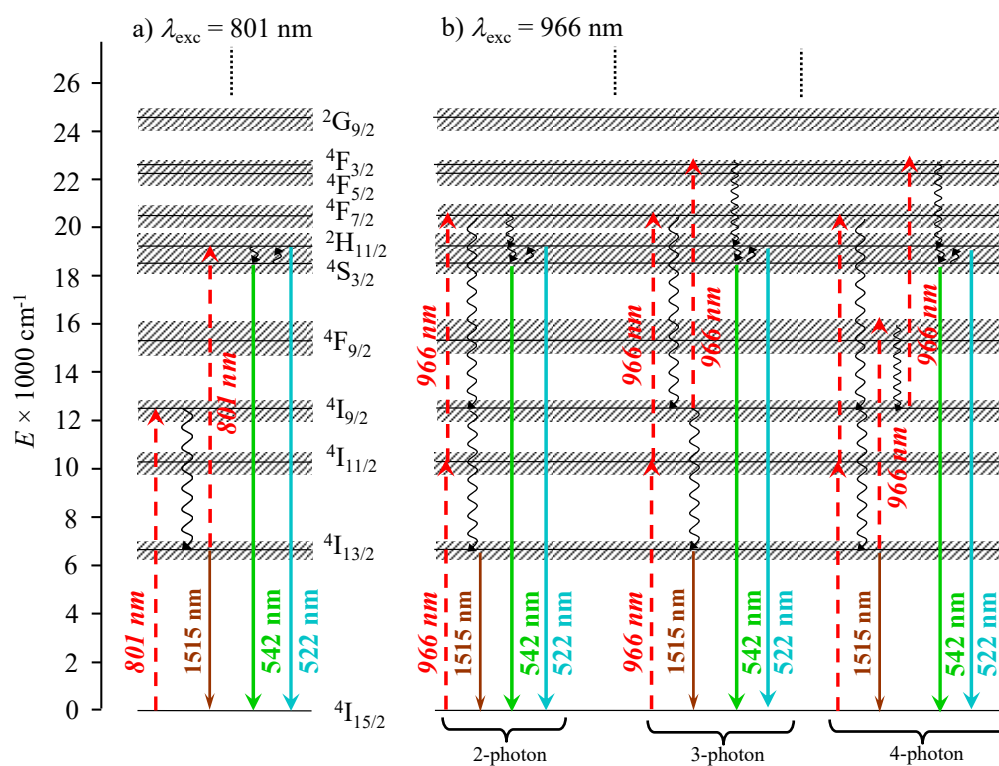 a) λexc = 801 nm
b) λexc = 966 nm
E × 1000 cm-1
26
24
22
20
18
16
14
12
10
8
6
4
2
0
2G9/2
4F3/2
4F5/2
4F7/2
2H11/2
4S3/2
4F9/2
4I9/2
4I11/2
4I13/2
4I15/2
801 nm
1515 nm
801 nm
542 nm
522 nm
966 nm
966 nm
1515 nm
542 nm
522 nm
966 nm
966 nm
966 nm
1515 nm
542 nm
522 nm
966 nm
966 nm
966 nm
966 nm
1515 nm
542 nm
522 nm
2-photon
3-photon
4-photon